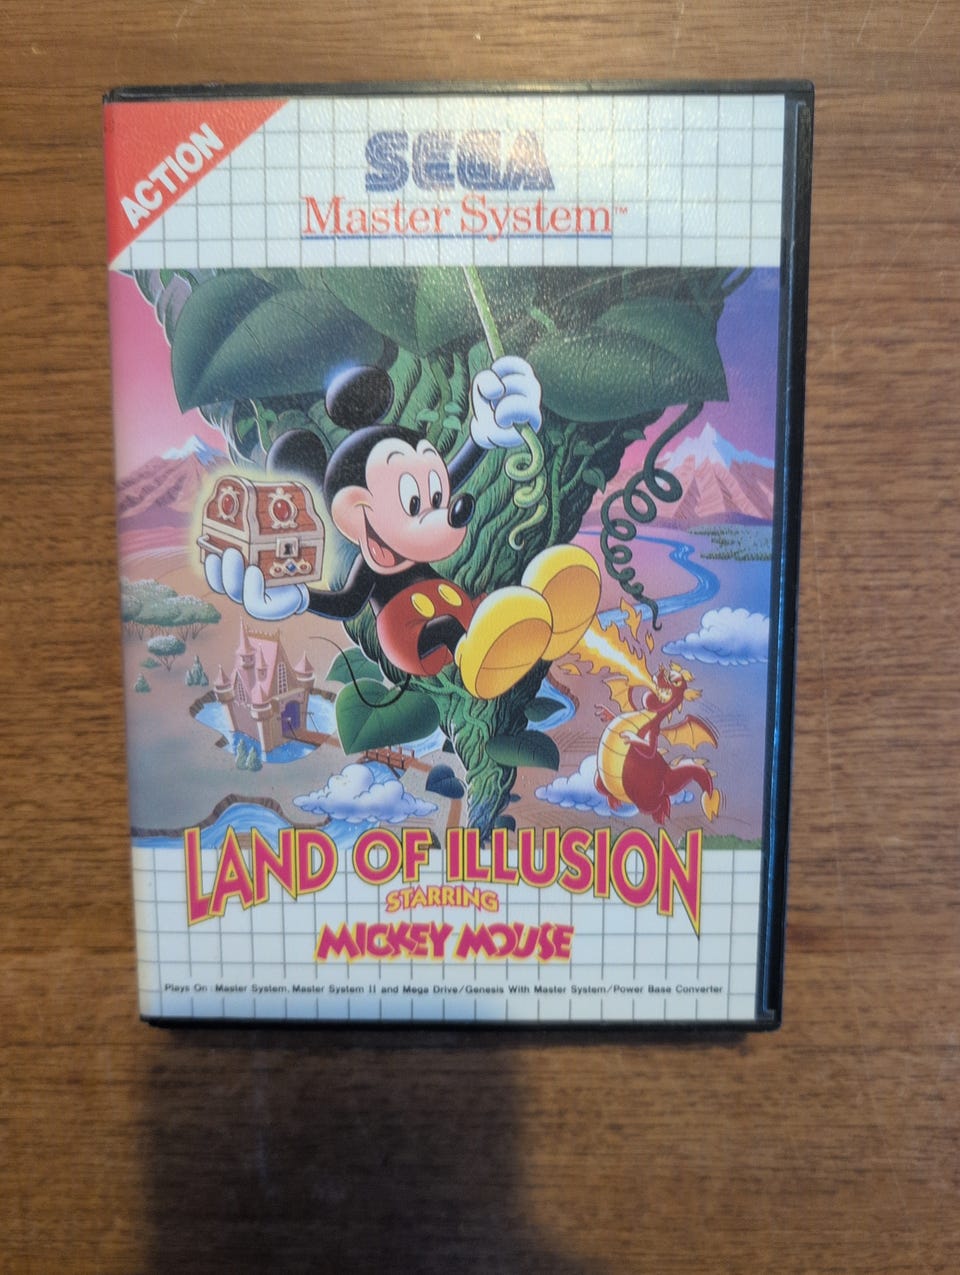 ACTION
SEGA
Master System™
LAND OF ILLUSION
STARRING
MICKEY MOUSE
Plays On : Master System, Master System II and Mega Drive/Genesis With Master System/Power Base Converter